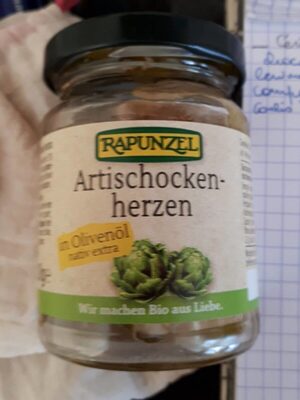 RAPUNZEL
Artischocken-
herzen
in Olivenöl
nativ extra
Wir machen Bio aus Liebe.